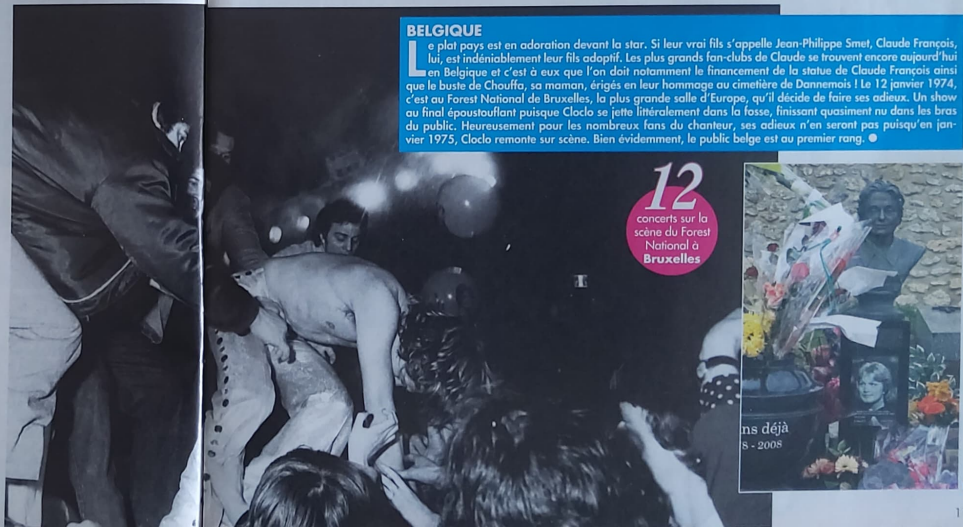 BELGIQUE
Le plat pays est en adoration devant la star. Si leur vrai fils s'appelle Jean-Philippe Smet, Claude François,
lui, est indéniablement leur fils adoptif. Les plus grands fan-clubs de Claude se trouvent encore aujourd'hui
en Belgique et c'est à eux que l'on doit notamment le financement de la statue de Claude François ainsi
que le buste de Chouffa, sa maman, érigés en leur hommage au cimetière de Dannemois ! Le 12 janvier 1974,
c'est au Forest National de Bruxelles, la plus grande salle d'Europe, qu'il décide de faire ses adieux. Un show
au final époustouflant puisque Cloclo se jette littéralement dans la fosse, finissant quasiment nu dans les bras
du public. Heureusement pour les nombreux fans du chanteur, ses adieux n'en seront pas puisqu'en jan-
vier 1975, Cloclo remonte sur scène. Bien évidemment, le public belge est au premier rang.
12
concerts sur la
scène du Forest
National à
Bruxelles
ns déjà
8 - 2008
1